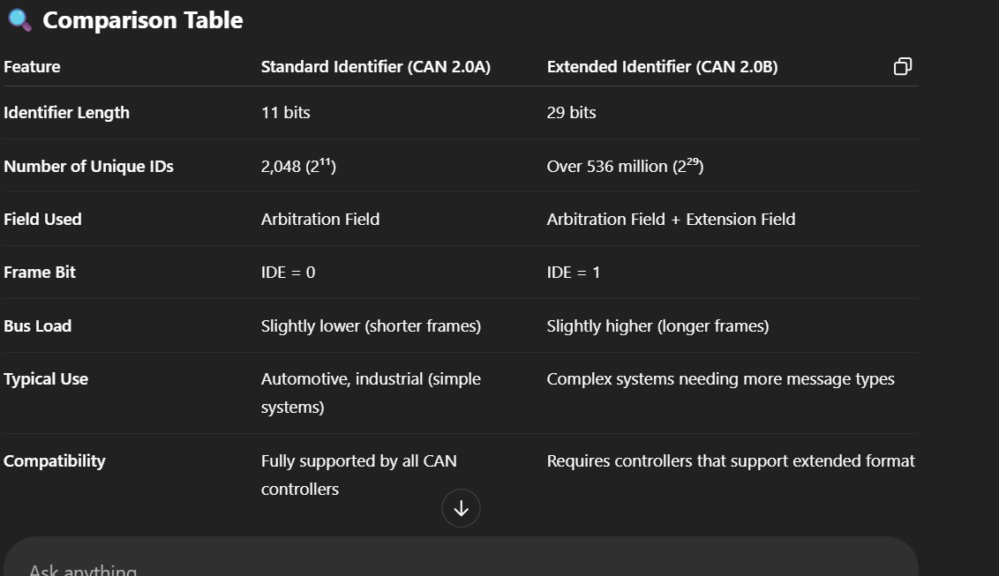 🔍 Comparison Table
Feature Standard Identifier (CAN 2.0A) Extended Identifier (CAN 2.0B)
Identifier Length 11 bits 29 bits
Number of Unique IDs 2,048 (2¹¹) Over 536 million (2²⁹)
Field Used Arbitration Field Arbitration Field + Extension Field
Frame Bit IDE = 0 IDE = 1
Bus Load Slightly lower (shorter frames) Slightly higher (longer frames)
Typical Use Automotive, industrial (simple systems) Complex systems needing more message types
Compatibility Fully supported by all CAN controllers Requires controllers that support extended format
Ask anything